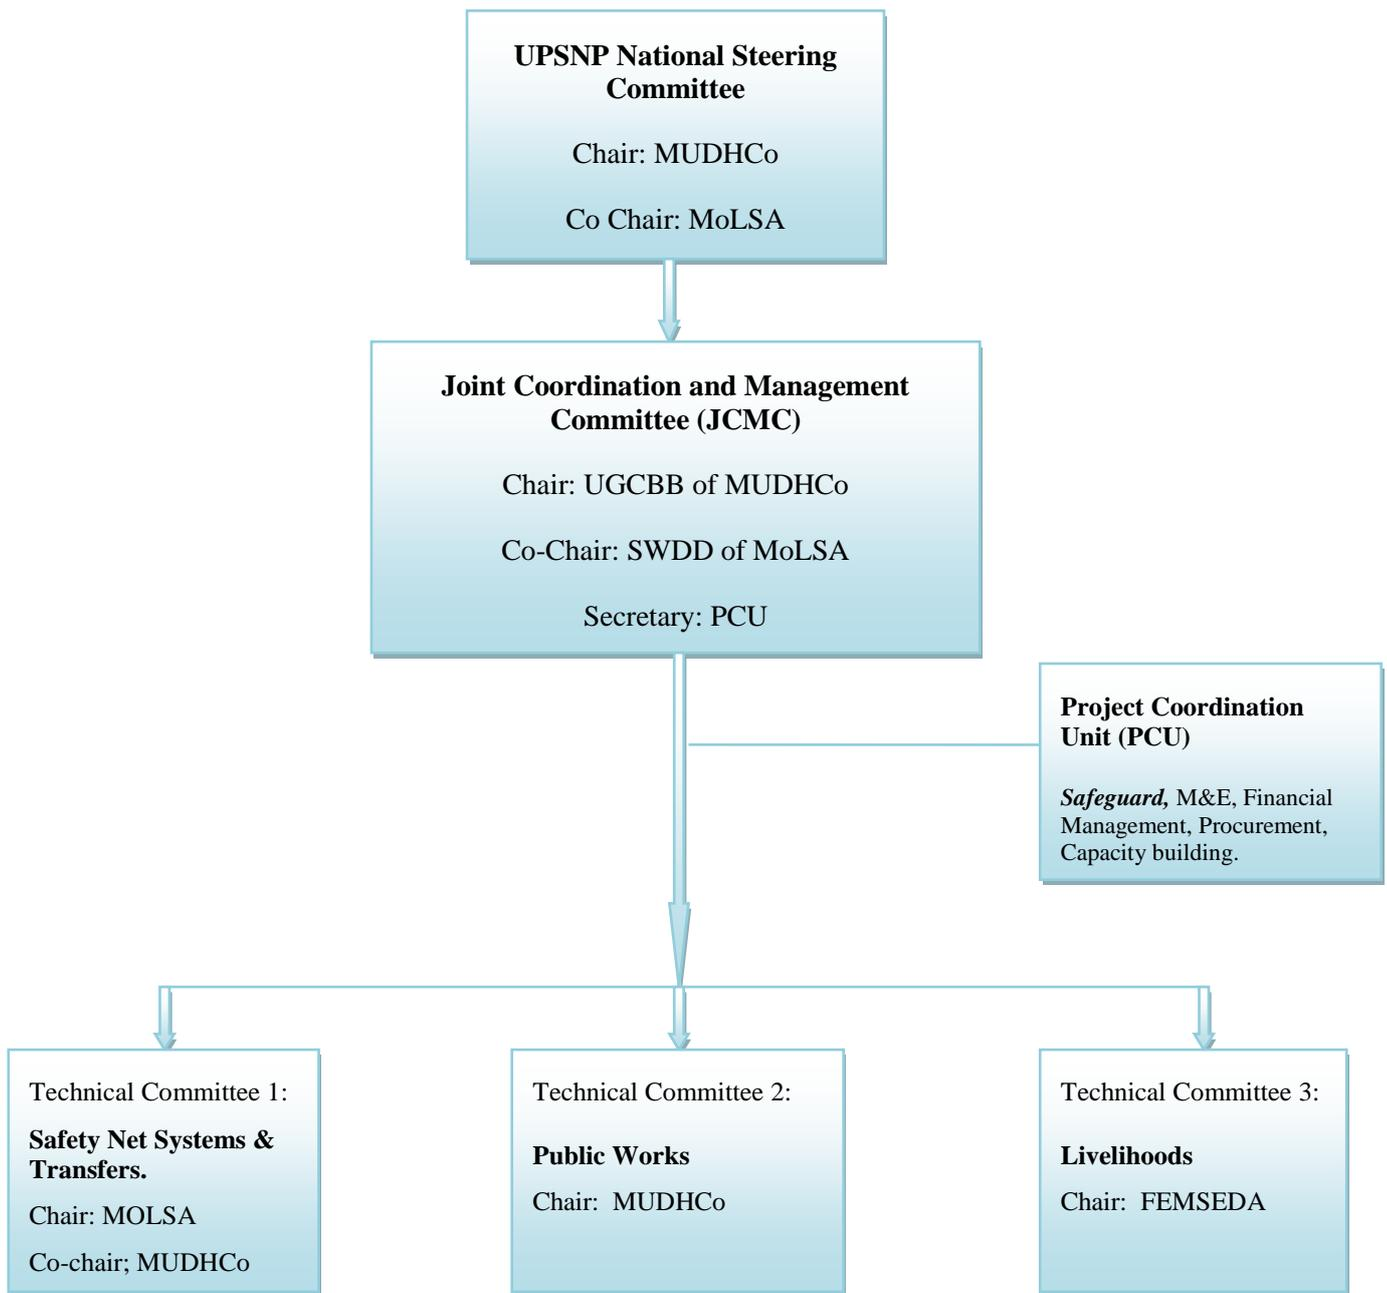 UPSNP National Steering
Committee
Chair: MUDHCo
Co Chair: MoLSA
Joint Coordination and Management
Committee (JCMC)
Chair: UGCBB of MUDHCo
Co-Chair: SWDD of MoLSA
Secretary: PCU
Project Coordination
Unit (PCU)
Safeguard, M&E, Financial
Management, Procurement,
Capacity building.
Technical Committee 1:
Safety Net Systems &
Transfers.
Chair: MOLSA
Co-chair; MUDHCo
Technical Committee 2:
Public Works
Chair:  MUDHCo
Technical Committee 3:
Livelihoods
Chair:  FEMSEDA